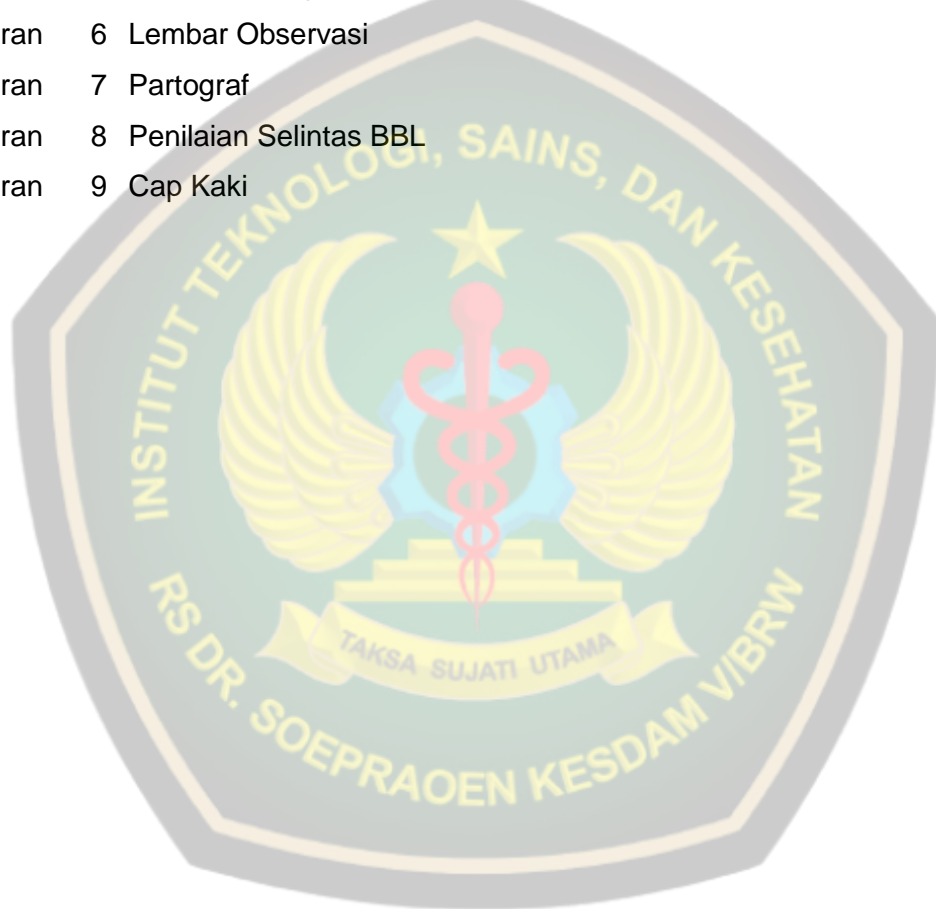 ran 6 Lembar Observasi
ran 7 Partograf
ran 8 Penilaian Selintas BBL
ran 9 Cap Kaki
INSTITUT TEKNOLOGI, SAINS, DAN KESEHATAN
TAKSA SUJATI UTAMA
RS DR. SOEPRAOEN KESDAM V/BRW